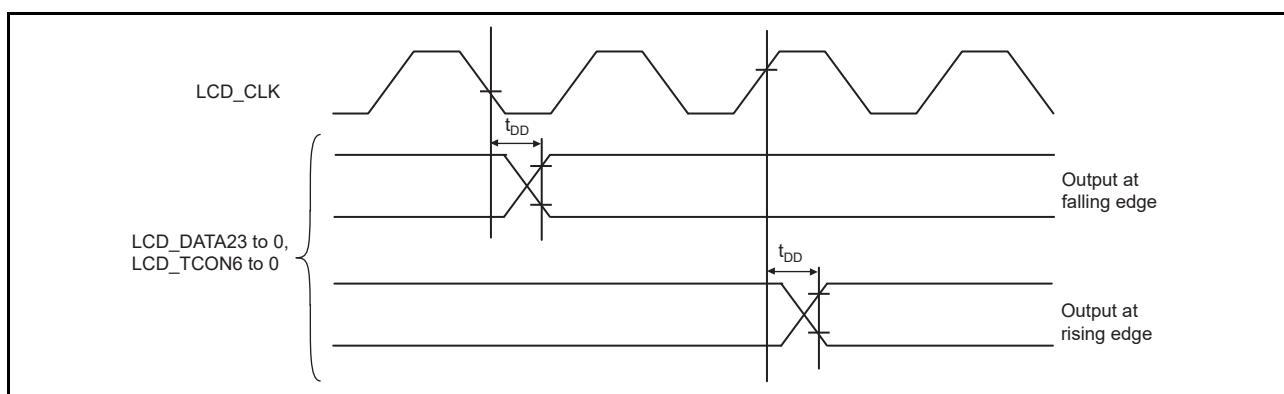 LCD_CLK
tDD
Output at
falling edge
LCD_DATA23 to 0,
LCD_TCON6 to 0
tDD
Output at
rising edge